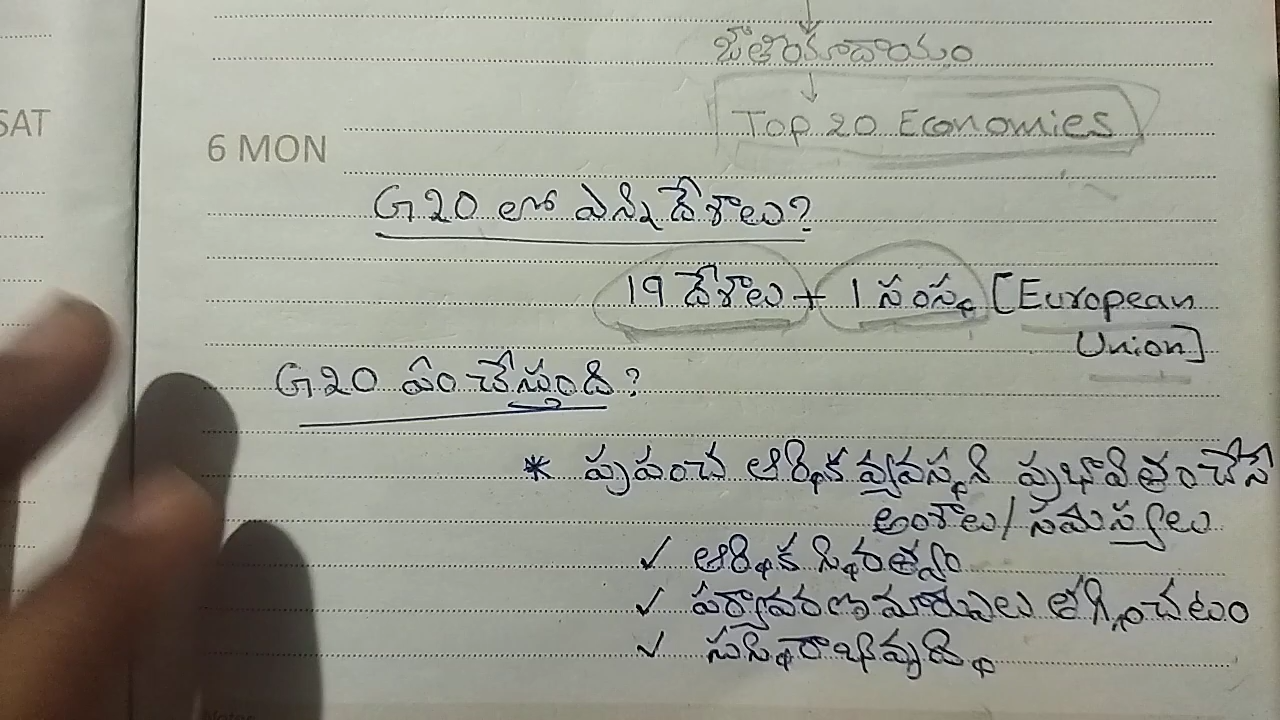 జాతీయాదాయం
Top 20 Economies
SAT
6 MON
G20 లో ఎన్ని దేశాలు?
19 దేశాలు + 1 సంస్థ [European
Union]
G20 ఏం చేస్తుంది?
* ప్రపంచ ఆర్థిక వ్యవస్థని ప్రభావితం చేసే
అంశాలు / సమస్యలు
✓ ఆర్థిక స్థిరత్వం
✓ పర్యావరణ మార్పులు తగ్గించటం
✓ సుస్థిరాభివృద్ధి